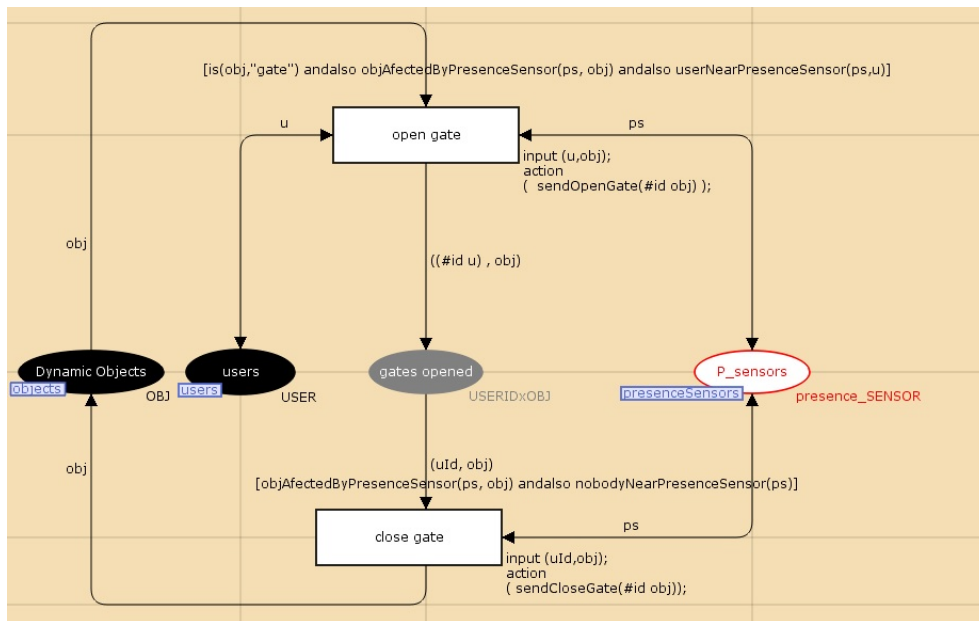 [is(obj,"gate") andalso objAfectedByPresenceSensor(ps, obj) andalso userNearPresenceSensor(ps,u)]
u
open gate
ps
input (u,obj);
action
( sendOpenGate(#id obj) );
obj
((#id u) , obj)
Dynamic Objects
objects
OBJ
users
users
USER
gates opened
USERIDxOBJ
P_sensors
presenceSensors
presence_SENSOR
obj
(uId, obj)
[objAfectedByPresenceSensor(ps, obj) andalso nobodyNearPresenceSensor(ps)]
close gate
ps
input (uId,obj);
action
( sendCloseGate(#id obj));